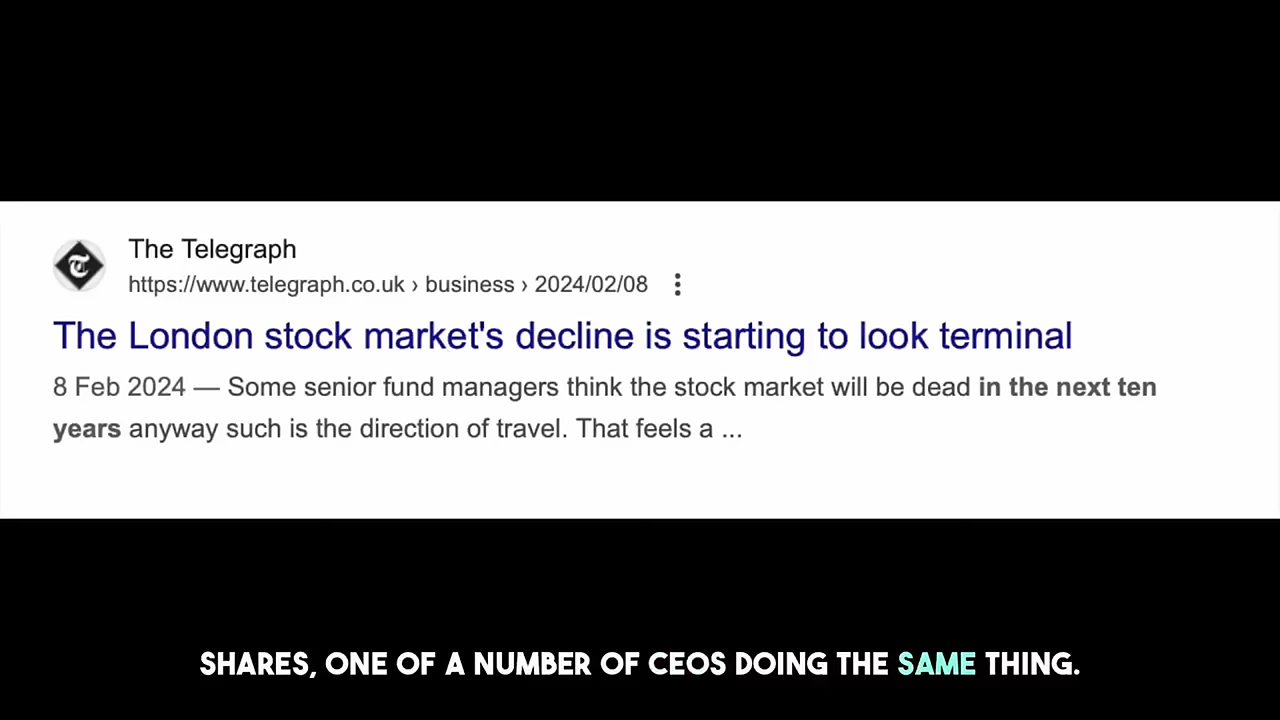 The Telegraph
https://www.telegraph.co.uk › business › 2024/02/08
The London stock market's decline is starting to look terminal
8 Feb 2024 — Some senior fund managers think the stock market will be dead in the next ten
years anyway such is the direction of travel. That feels a ...
SHARES, ONE OF A NUMBER OF CEOS DOING THE SAME THING.